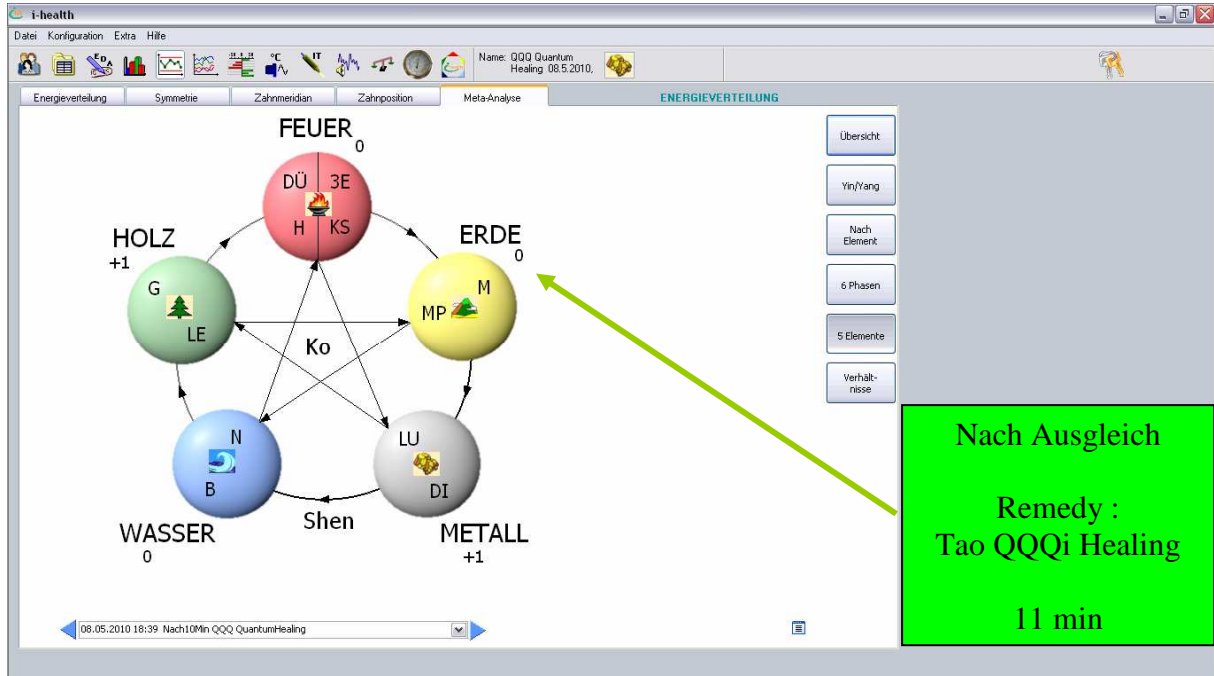 i-health
Datei Konfiguration Extra Hilfe
EDA
°C
IT
Name: QQQ Quantum
Healing 08.5.2010,
Energieverteilung Symmetrie Zahnmeridian Zahnposition Meta-Analyse ENERGIEVERTEILUNG
FEUER
0
DÜ 3E
H KS
HOLZ
+1
G
LE
ERDE
0
M
MP
Ko
N
B
LU
DI
Shen
WASSER
0
METALL
+1
Übersicht
Yin/Yang
Nach
Element
6 Phasen
5 Elemente
Verhält-
nisse
Nach Ausgleich
Remedy :
Tao QQQi Healing
11 min
08.05.2010 18:39 Nach10Min QQQ QuantumHealing